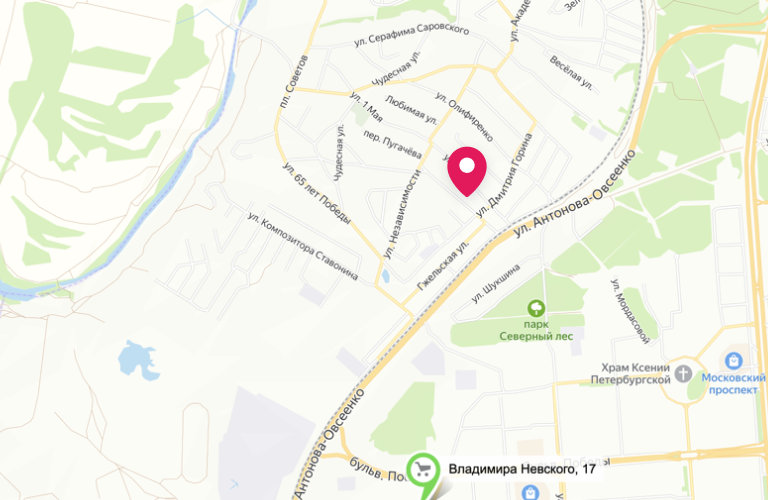 ул. Акаде
Зеле
ул. Серафима Саровского
Весёлая ул.
Чудесная ул.
пл. Советов
ул. 1 Мая
Любимая ул.
ул. Олифиренко
Чудесная ул.
пер. Пугачёва
ул. Дмитрия Горина
ул. 65 лет Победы
ул. Независимости
ул. Антонова-Овсеенко
ул. Композитора Ставонина
Гжельская ул.
ул. Шукшина
ул. Мордасовой
парк
Северный лес
Храм Ксении
Петербургской
Московский
проспект
Антонова-Овсеенко
бульв. По
Победы
Владимира Невского, 17